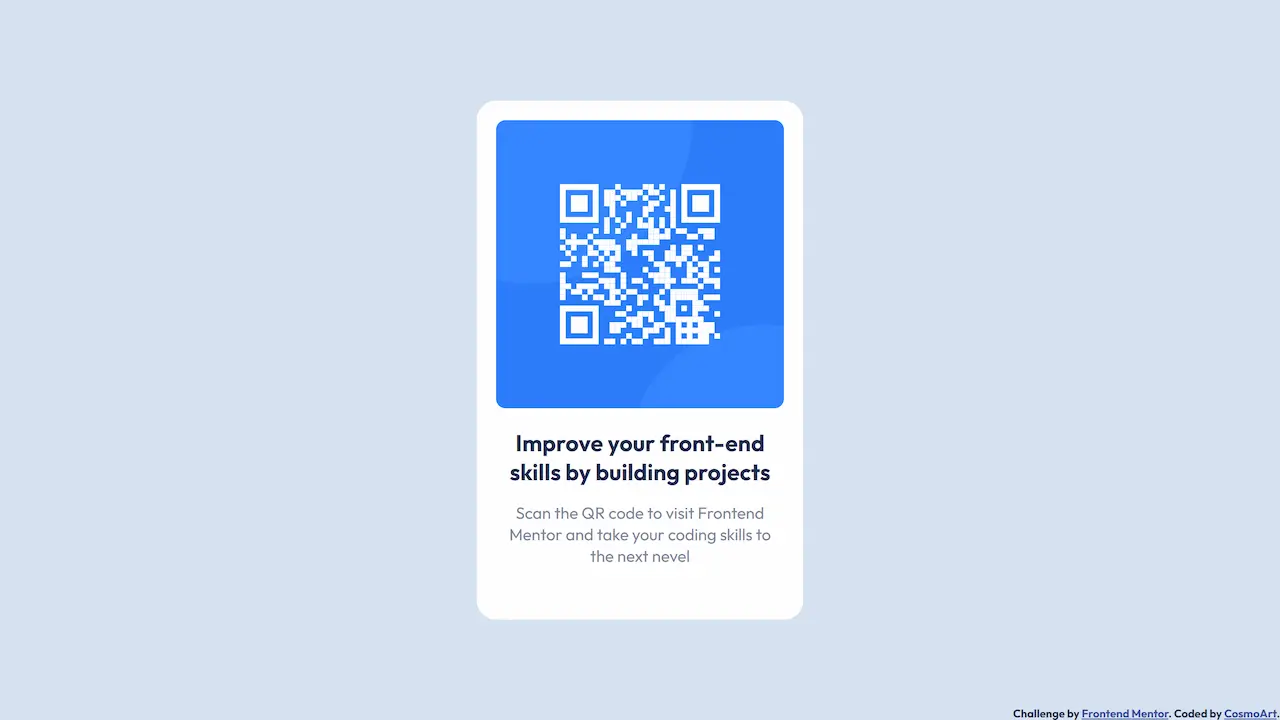 Improve your front-end
skills by building projects
Scan the QR code to visit Frontend
Mentor and take your coding skills to
the next nevel
Challenge by Frontend Mentor. Coded by CosmoArt.